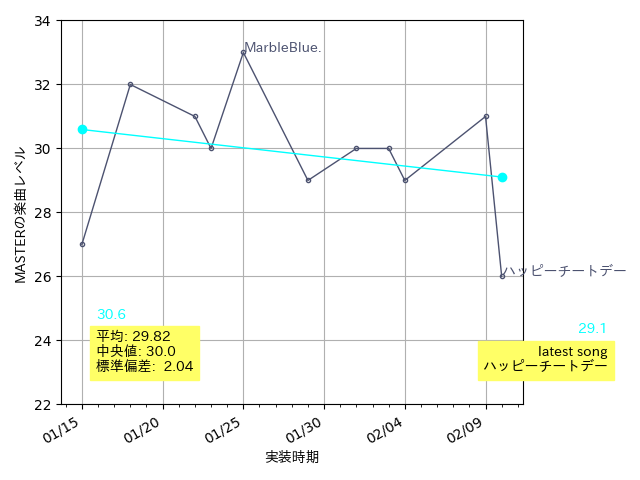 34
32
30
28
26
24
22
MASTERの楽曲レベル
MarbleBlue.
ハッピーチートデー
30.6
平均: 29.82
中央値: 30.0
標準偏差: 2.04
29.1
latest song
ハッピーチートデー
01/15
01/20
01/25
01/30
02/04
02/09
実装時期